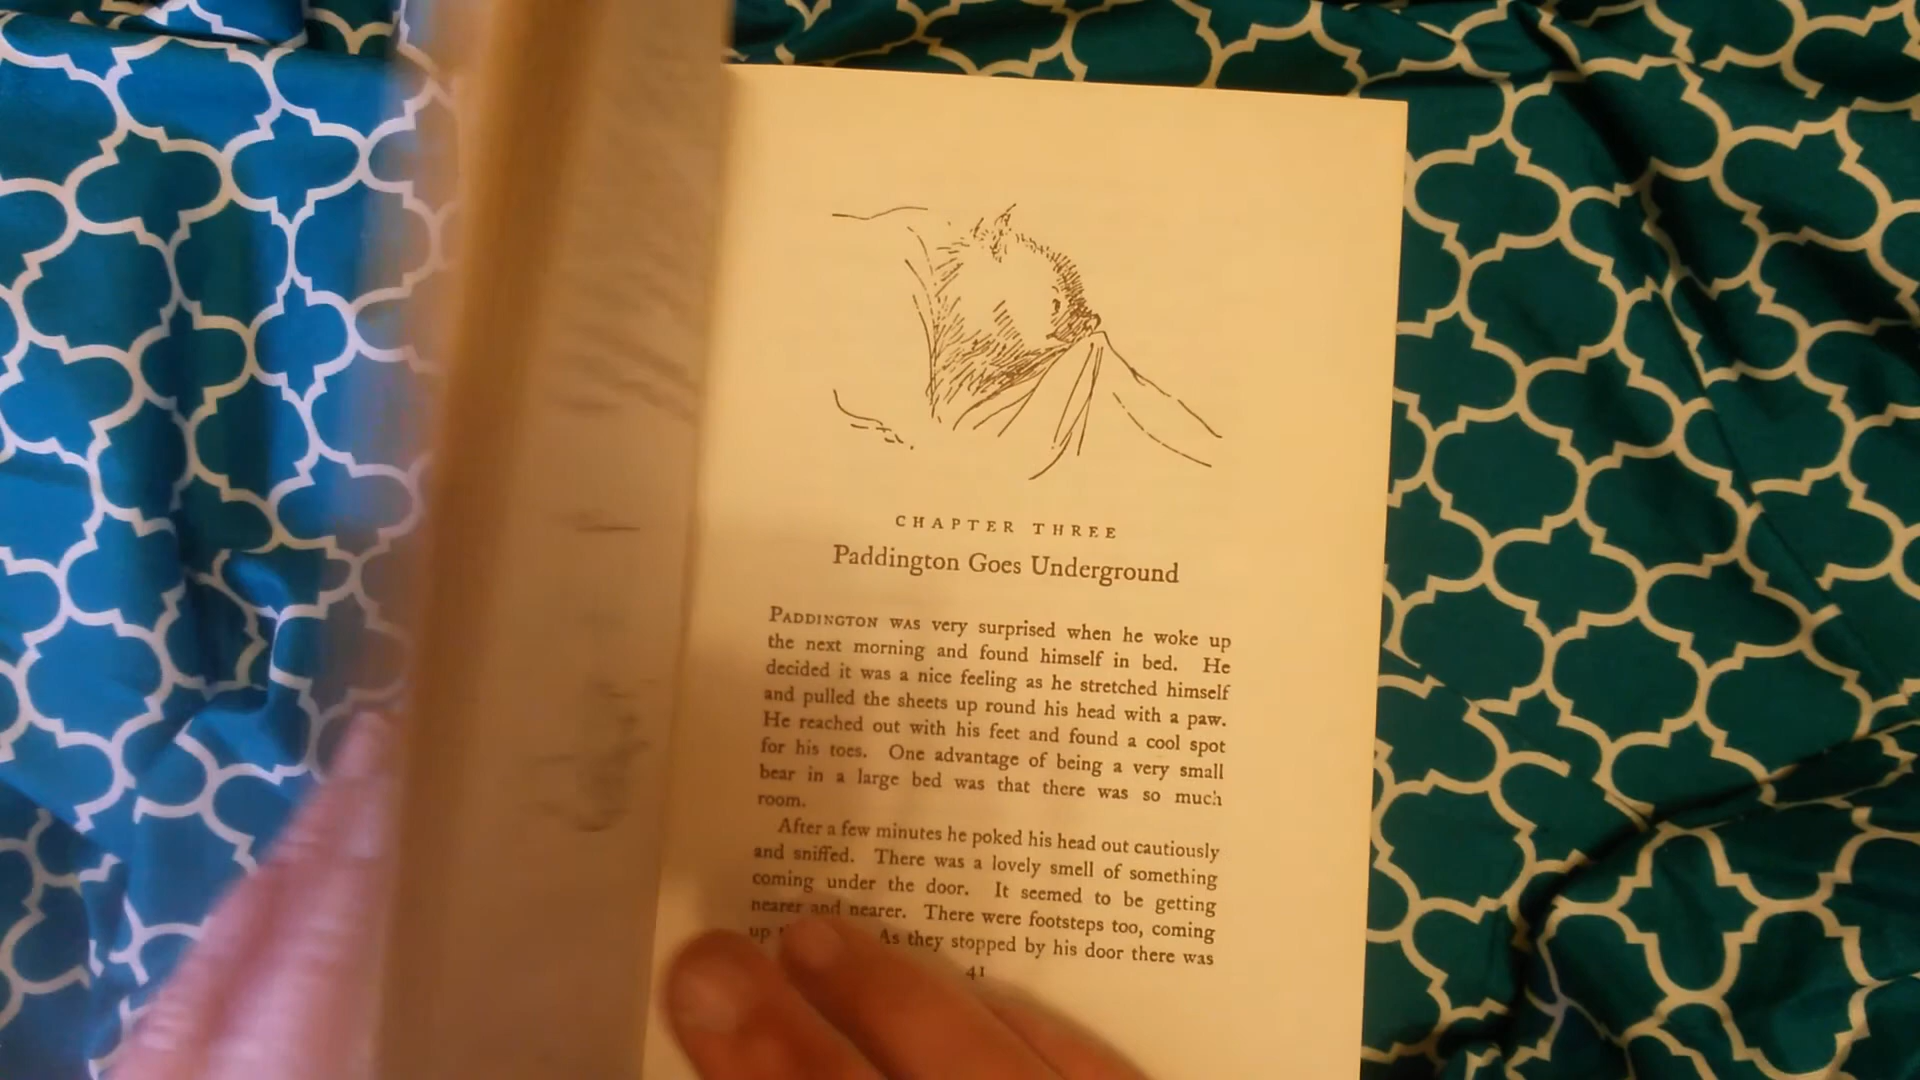 CHAPTER THREE
Paddington Goes Underground
PADDINGTON WAS very surprised when he woke up
the next morning and found himself in bed. He
decided it was a nice feeling as he stretched himself
and pulled the sheets up round his head with a paw.
He reached out with his feet and found a cool spot
for his toes. One advantage of being a very small
bear in a large bed was that there was so much
room.
After a few minutes he poked his head out cautiously
and sniffed. There was a lovely smell of something
coming under the door. It seemed to be getting
nearer and nearer. There were footsteps too, coming
up As they stopped by his door there was
41